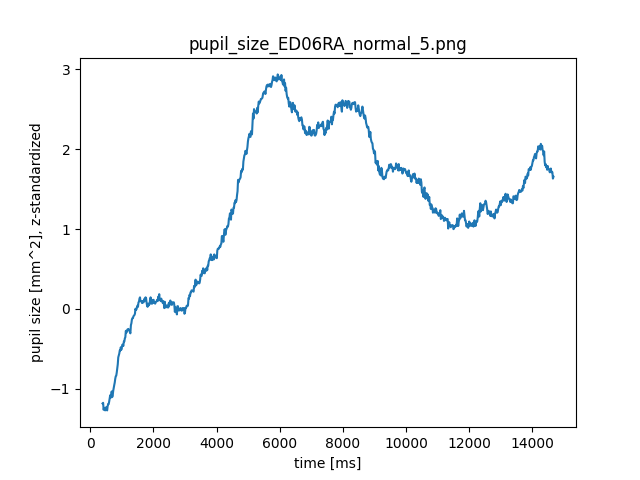 pupil_size_ED06RA_normal_5.png
3
2
1
0
−1
pupil size [mm^2], z-standardized
0 2000 4000 6000 8000 10000 12000 14000
time [ms]